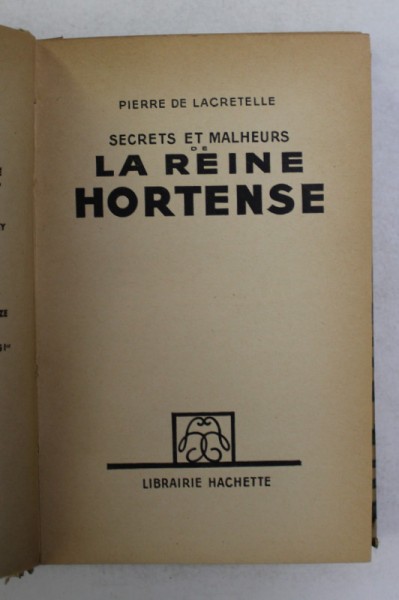 PIERRE DE LACRETELLE
SECRETS ET MALHEURS
DE
LA REINE
HORTENSE
LIBRAIRIE HACHETTE